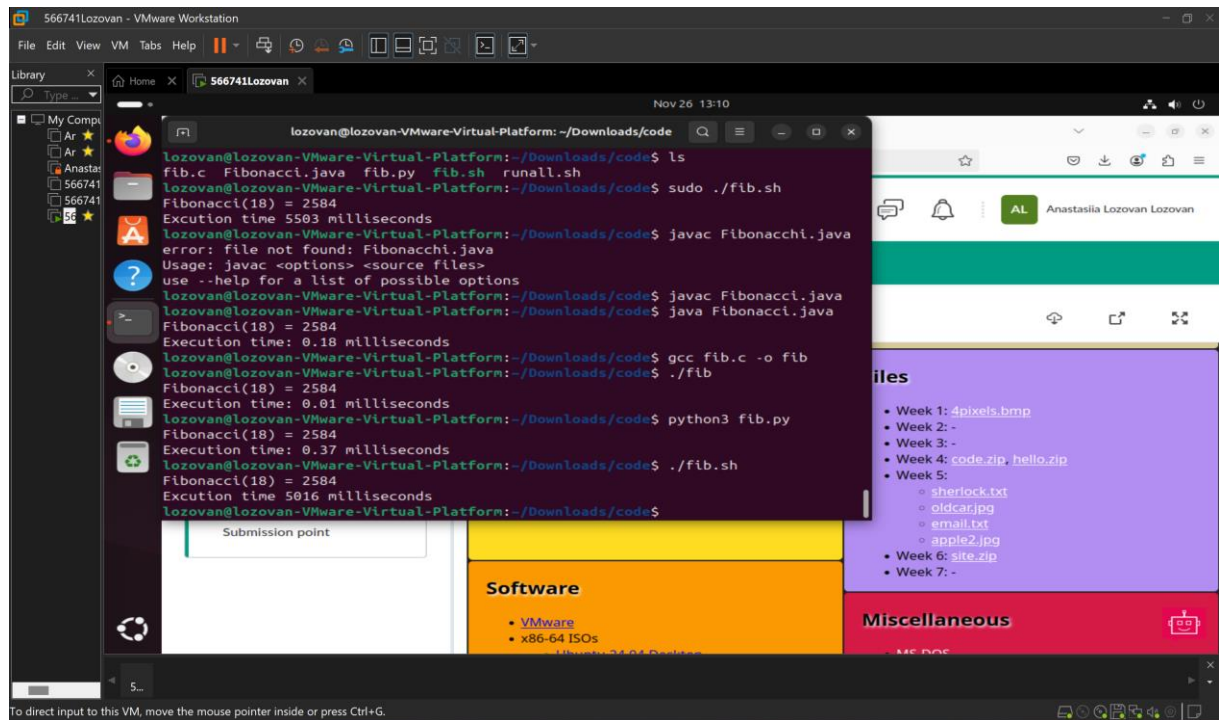 566741Lozovan - VMware Workstation
File Edit View VM Tabs Help
Library
Type ...
My Compu
Ar
Ar
Anastas
566741
566741
56
Home
566741Lozovan
Nov 26 13:10
lozovan@lozovan-VMware-Virtual-Platform: ~/Downloads/code
lozovan@lozovan-VMware-Virtual-Platform:~/Downloads/code$ ls
fib.c Fibonacci.java fib.py fib.sh runall.sh
lozovan@lozovan-VMware-Virtual-Platform:~/Downloads/code$ sudo ./fib.sh
Fibonacci(18) = 2584
Excution time 5503 milliseconds
lozovan@lozovan-VMware-Virtual-Platform:~/Downloads/code$ javac Fibonacchi.java
error: file not found: Fibonacchi.java
Usage: javac <options> <source files>
use --help for a list of possible options
lozovan@lozovan-VMware-Virtual-Platform:~/Downloads/code$ javac Fibonacci.java
lozovan@lozovan-VMware-Virtual-Platform:~/Downloads/code$ java Fibonacci.java
Fibonacci(18) = 2584
Execution time: 0.18 milliseconds
lozovan@lozovan-VMware-Virtual-Platform:~/Downloads/code$ gcc fib.c -o fib
lozovan@lozovan-VMware-Virtual-Platform:~/Downloads/code$ ./fib
Fibonacci(18) = 2584
Execution time: 0.01 milliseconds
lozovan@lozovan-VMware-Virtual-Platform:~/Downloads/code$ python3 fib.py
Fibonacci(18) = 2584
Execution time: 0.37 milliseconds
lozovan@lozovan-VMware-Virtual-Platform:~/Downloads/code$ ./fib.sh
Fibonacci(18) = 2584
Excution time 5016 milliseconds
lozovan@lozovan-VMware-Virtual-Platform:~/Downloads/code$
AL Anastasiia Lozovan Lozovan
iles
Week 1: 4pixels.bmp
Week 2: -
Week 3: -
Week 4: code.zip, hello.zip
Week 5:
sherlock.txt
oldcar.jpg
email.txt
apple2.jpg
Week 6: site.zip
Week 7: -
Submission point
Software
VMware
x86-64 ISOs
Ubuntu 24.04 Desktop
Miscellaneous
MS DOS
5...
To direct input to this VM, move the mouse pointer inside or press Ctrl+G.